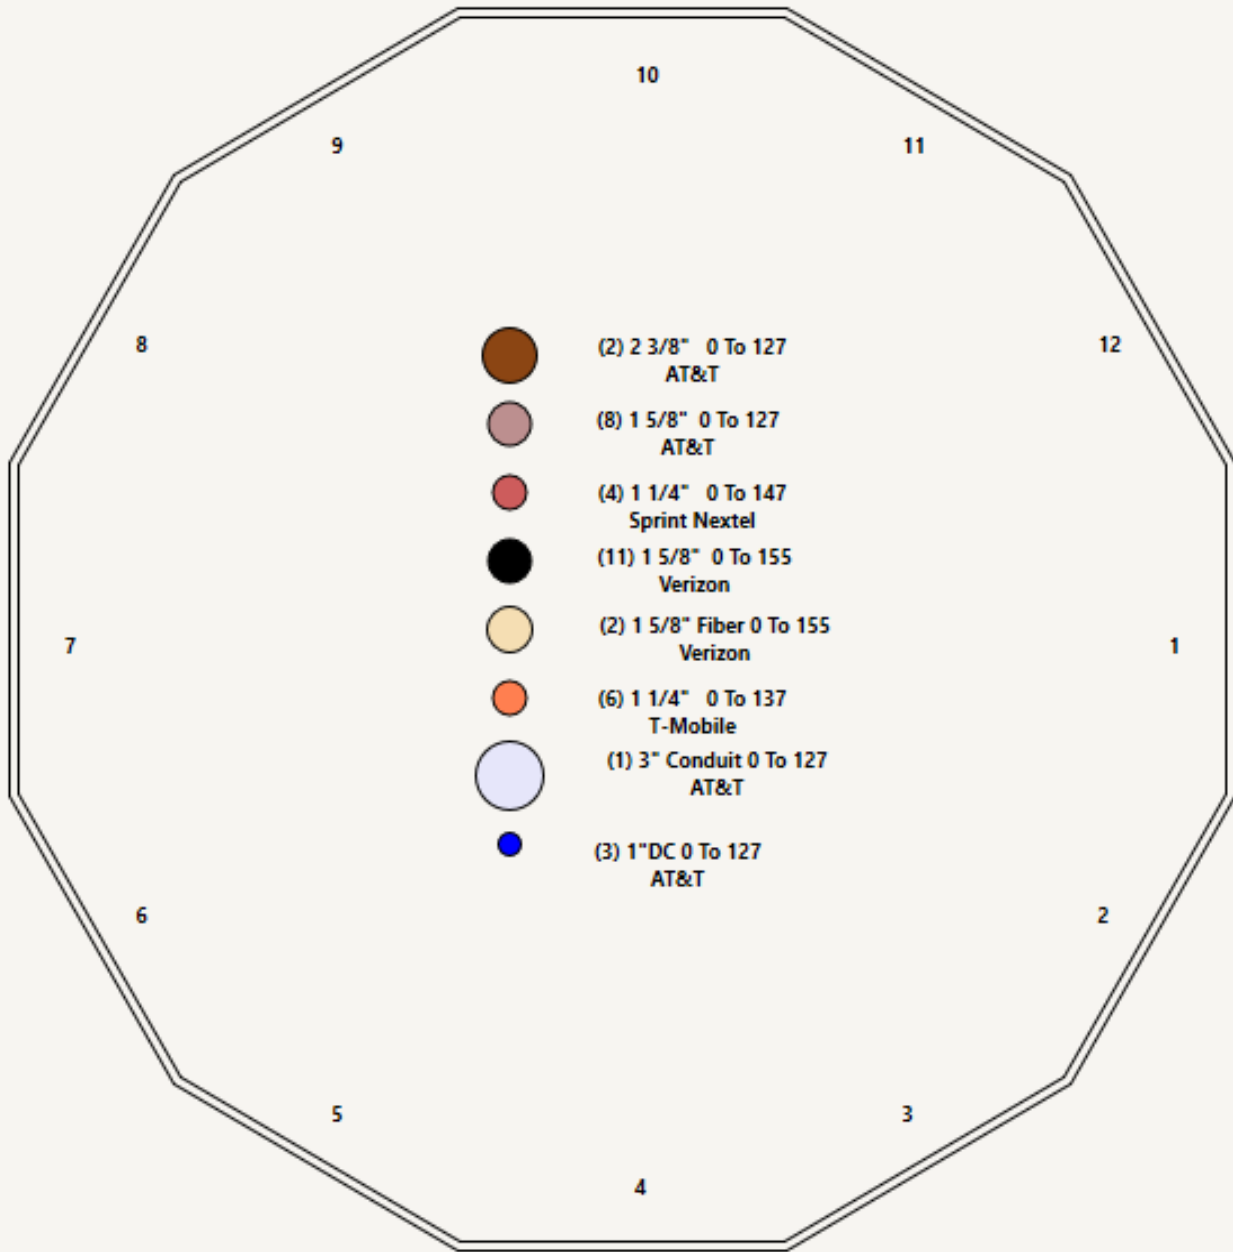 10
9
11
8
12
(2) 2 3/8"   0 To 127
AT&T
(8) 1 5/8"  0 To 127
AT&T
(4) 1 1/4"   0 To 147
Sprint Nextel
(11) 1 5/8"  0 To 155
Verizon
(2) 1 5/8" Fiber 0 To 155
Verizon
7
1
(6) 1 1/4"   0 To 137
T-Mobile
(1) 3" Conduit 0 To 127
AT&T
(3) 1"DC 0 To 127
AT&T
6
2
5
3
4